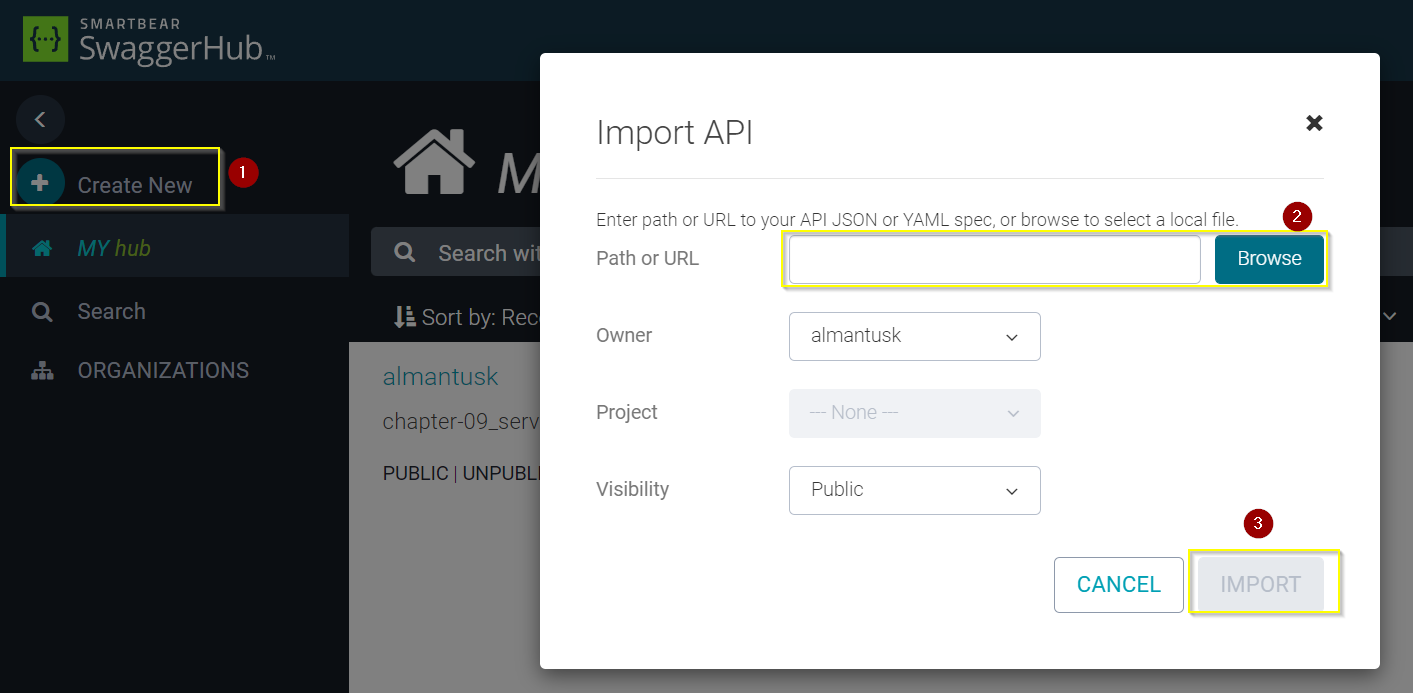 SMARTBEAR
SwaggerHub™
Create New
1
MY hub
Search
ORGANIZATIONS
M
Search wit
Sort by: Rec
almantusk
chapter-09_serv
PUBLIC | UNPUBL
Import API
Enter path or URL to your API JSON or YAML spec, or browse to select a local file.
2
Path or URL
Browse
Owner
almantusk
Project
--- None ---
Visibility
Public
3
CANCEL
IMPORT